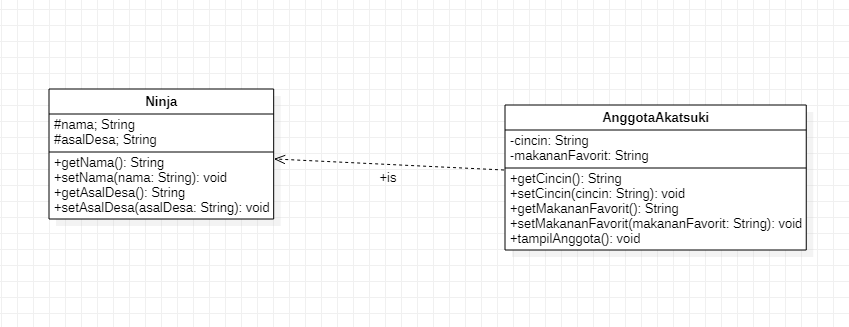 Ninja
#nama; String
#asalDesa; String
+getNama(): String
+setNama(nama: String): void
+getAsalDesa(): String
+setAsalDesa(asalDesa: String): void
+is
AnggotaAkatsuki
-cincin: String
-makananFavorit: String
+getCincin(): String
+setCincin(cincin: String): void
+getMakananFavorit(): String
+setMakananFavorit(makananFavorit: String): void
+tampilAnggota(): void